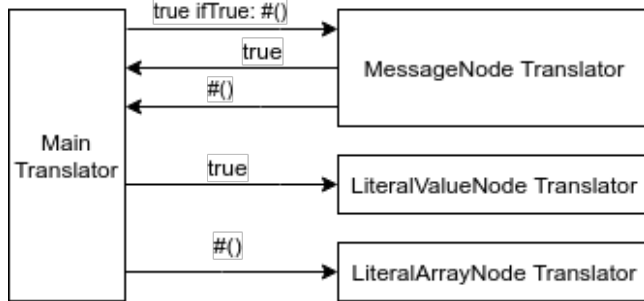 true ifTrue: #()
true
MessageNode Translator
#()
Main
Translator
true
LiteralValueNode Translator
#()
LiteralArrayNode Translator